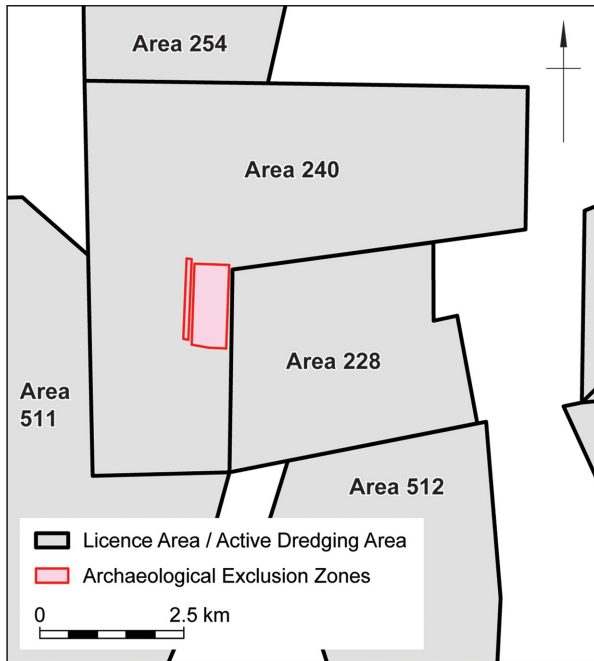 Area 254
Area 240
Area 228
Area
511
Area 512
Licence Area / Active Dredging Area
Archaeological Exclusion Zones
0 2.5 km